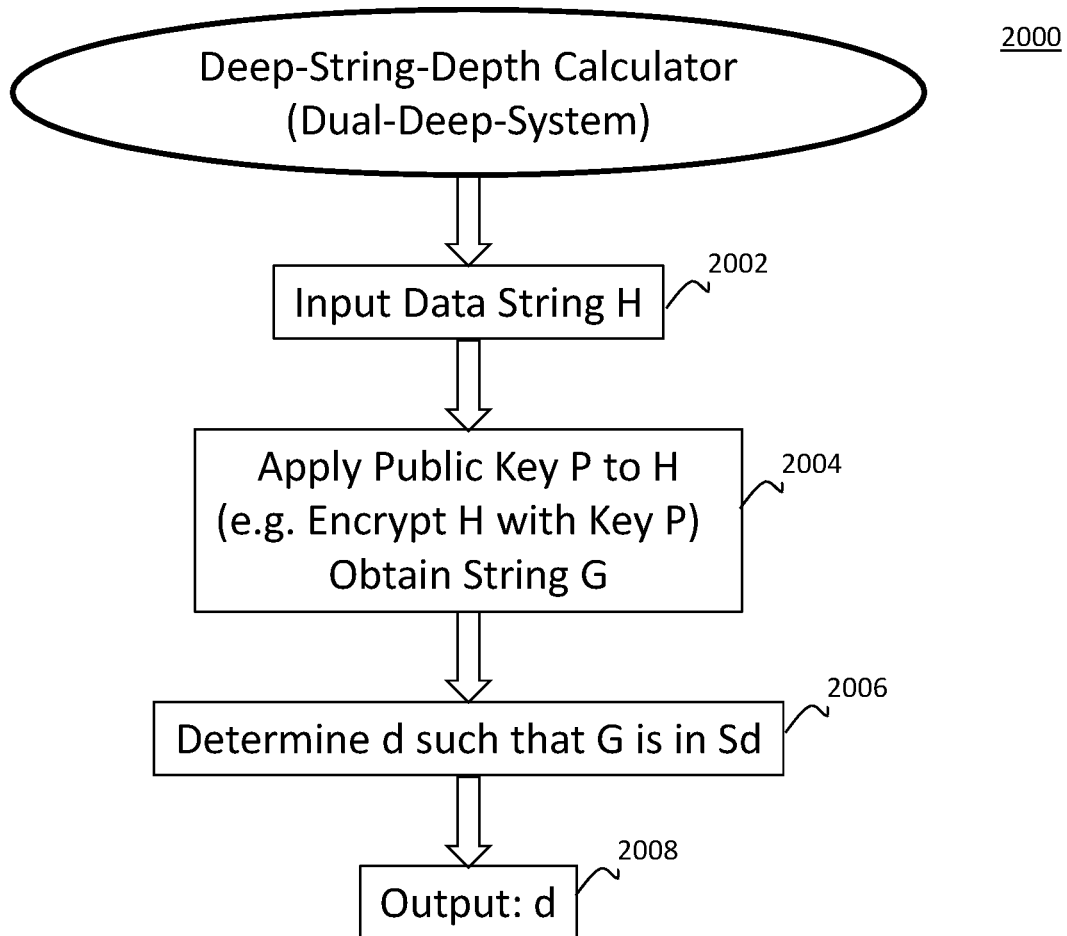 2000
Deep-String-Depth Calculator
(Dual-Deep-System)
2002
Input Data String H
2004
Apply Public Key P to H
(e.g. Encrypt H with Key P)
Obtain String G
2006
Determine d such that G is in Sd
2008
Output: d